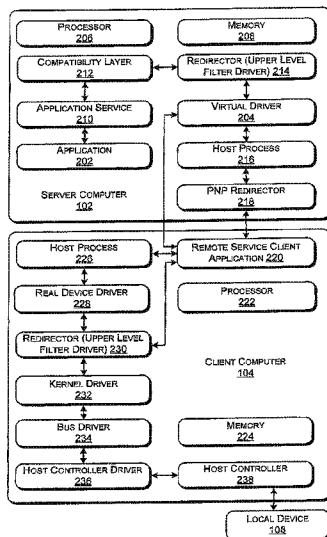 PROCESSOR
206
MEMORY
208
COMPATIBILITY LAYER
212
REDIRECTOR (UPPER LEVEL
FILTER DRIVER) 214
APPLICATION SERVICE
210
VIRTUAL DRIVER
204
APPLICATION
202
HOST PROCESS
216
SERVER COMPUTER
102
PNP REDIRECTOR
218
HOST PROCESS
226
REMOTE SERVICE CLIENT
APPLICATION 220
REAL DEVICE DRIVER
228
PROCESSOR
222
REDIRECTOR (UPPER LEVEL
FILTER DRIVER) 230
CLIENT COMPUTER
104
KERNEL DRIVER
232
BUS DRIVER
234
MEMORY
224
HOST CONTROLLER DRIVER
236
HOST CONTROLLER
238
LOCAL DEVICE
108